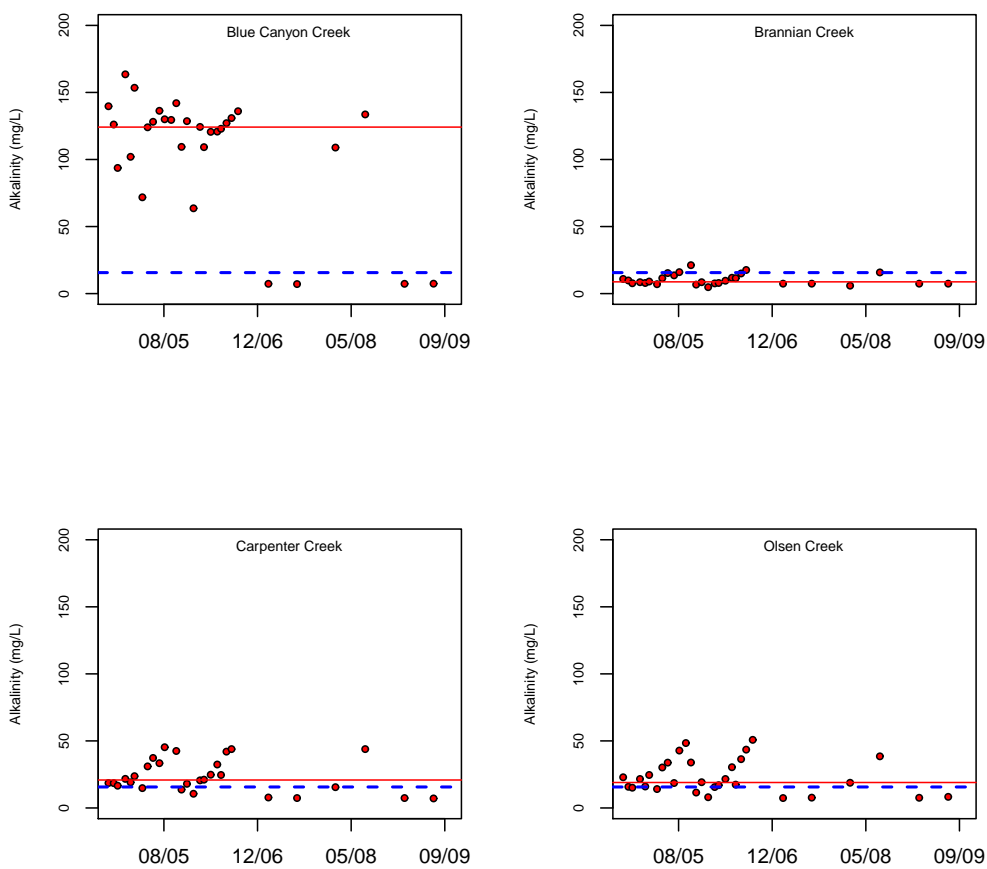 Blue Canyon Creek
Alkalinity (mg/L)
200
150
100
50
0
08/05 12/06 05/08 09/09
Brannian Creek
Alkalinity (mg/L)
200
150
100
50
0
08/05 12/06 05/08 09/09
Carpenter Creek
Alkalinity (mg/L)
200
150
100
50
0
08/05 12/06 05/08 09/09
Olsen Creek
Alkalinity (mg/L)
200
150
100
50
0
08/05 12/06 05/08 09/09